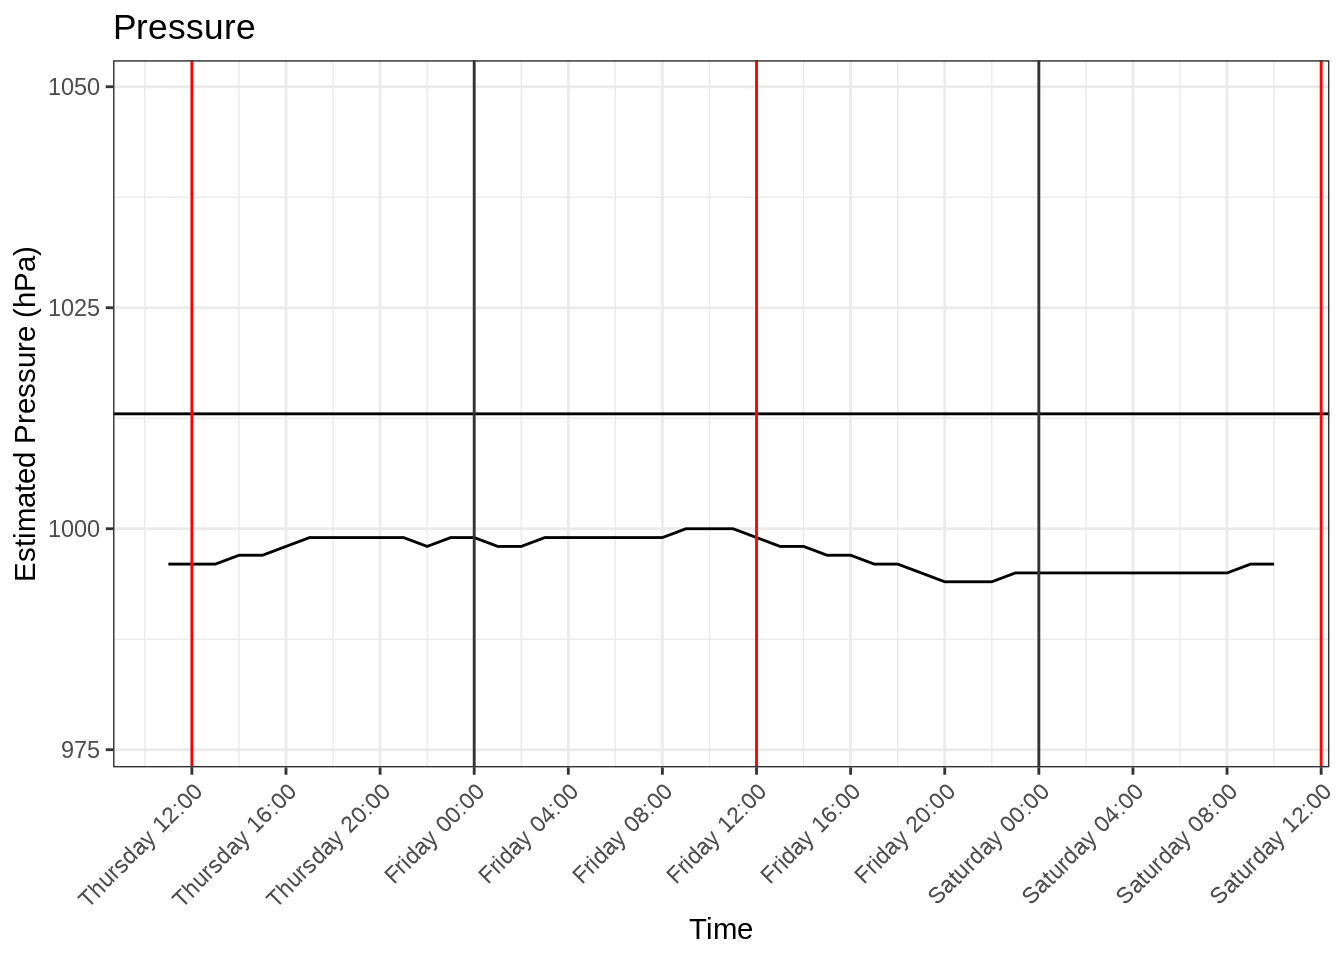 Pressure
Estimated Pressure (hPa)
1050
1025
1000
975
Thursday 12:00
Thursday 16:00
Thursday 20:00
Friday 00:00
Friday 04:00
Friday 08:00
Friday 12:00
Friday 16:00
Friday 20:00
Saturday 00:00
Saturday 04:00
Saturday 08:00
Saturday 12:00
Time